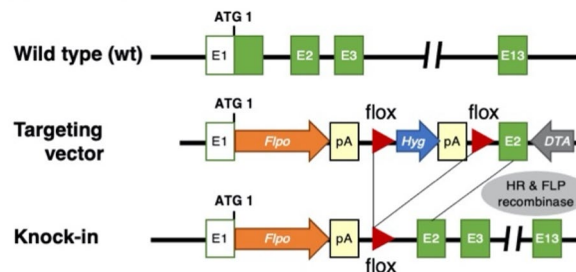 ATG 1
Wild type (wt)
E1
E2
E3
E13
ATG 1
flox
flox
Targeting
vector
E1
Flpo
pA
Hyg
pA
E2
DTA
HR & FLP
recombinase
ATG 1
Knock-in
E1
Flpo
pA
E2
E3
E13
flox